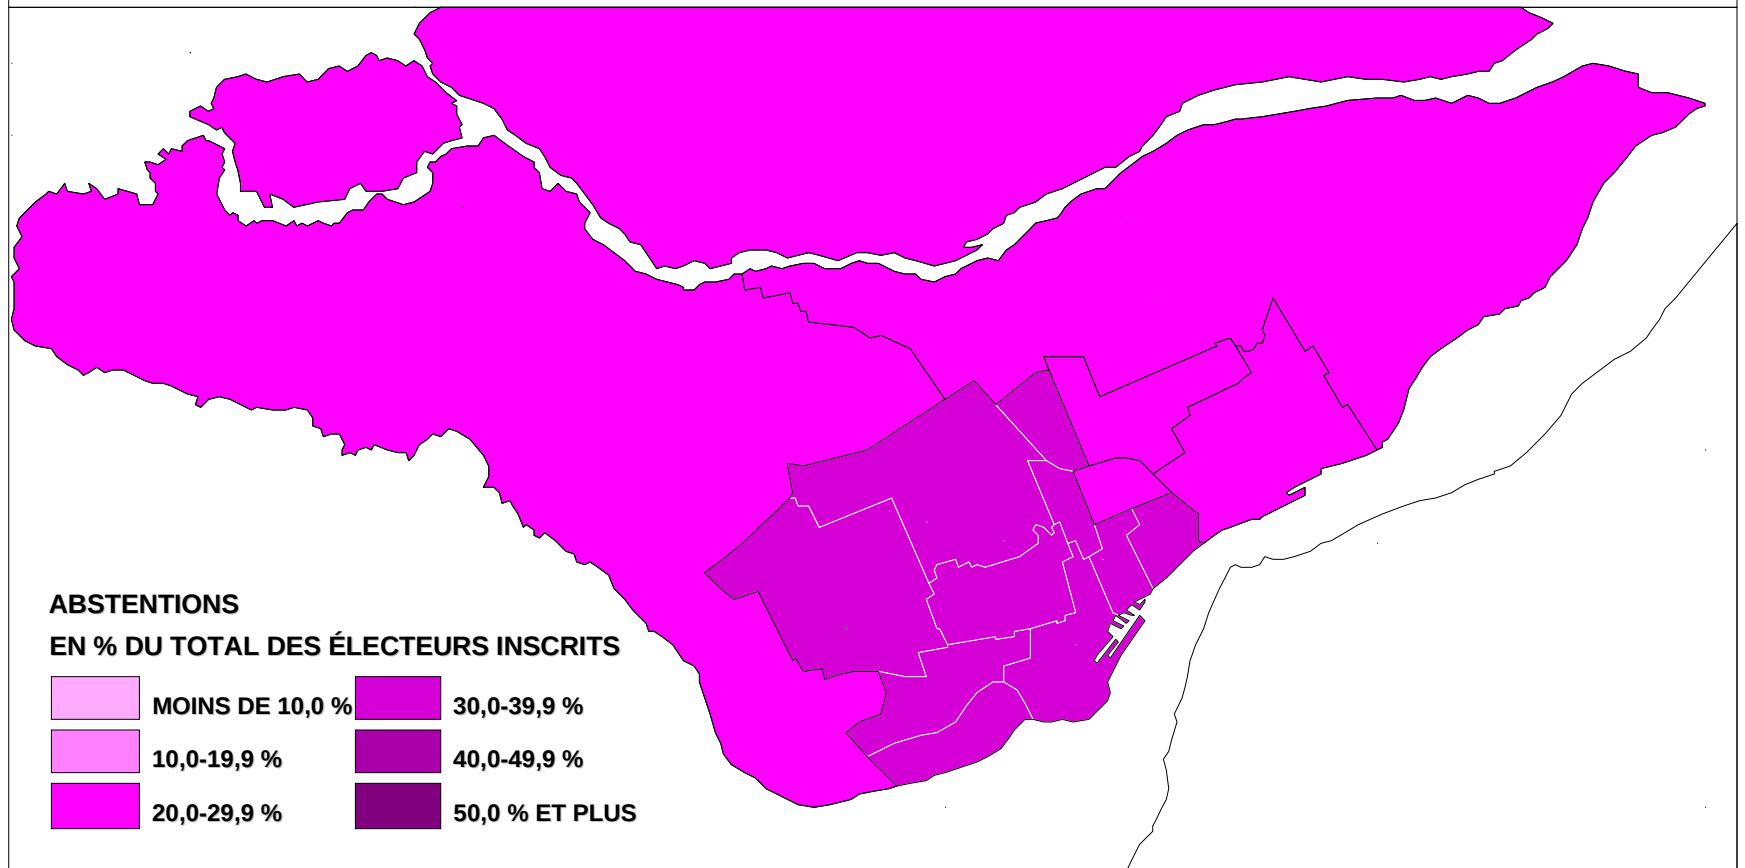 ABSTENTIONS
EN % DU TOTAL DES ÉLECTEURS INSCRITS
MOINS DE 10,0 %
10,0-19,9 %
20,0-29,9 %
30,0-39,9 %
40,0-49,9 %
50,0 % ET PLUS